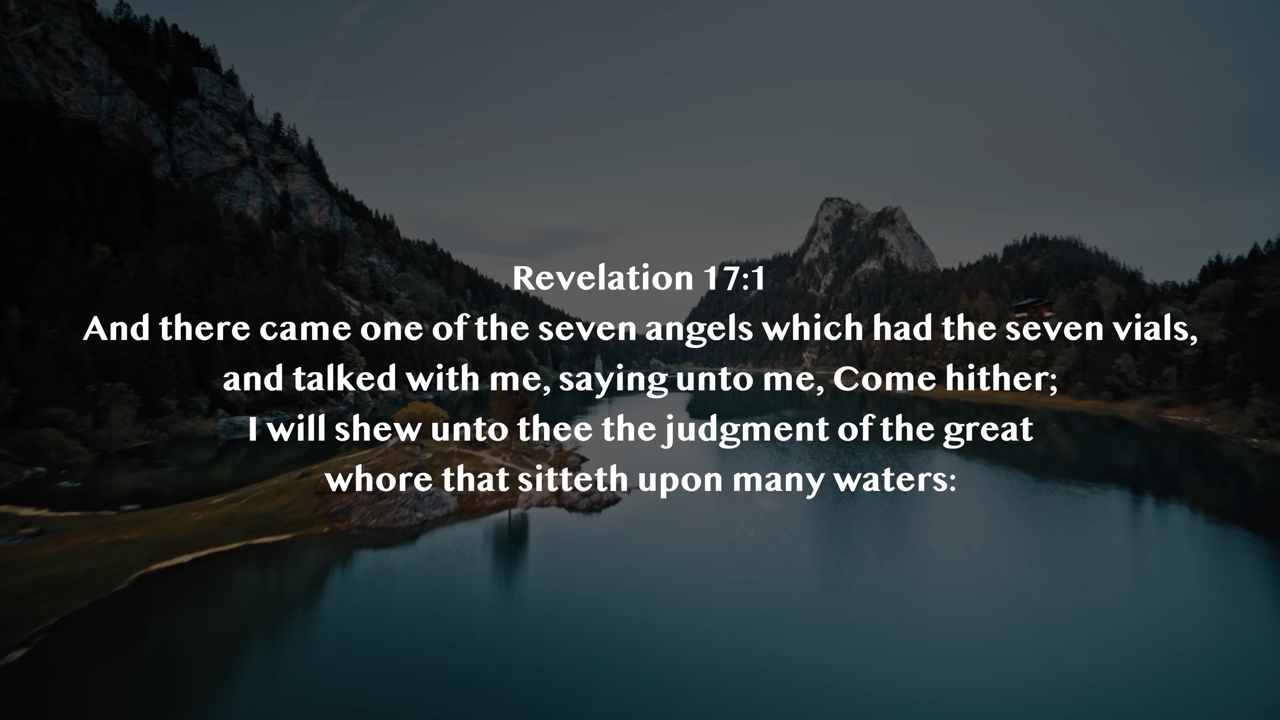 Revelation 17:1
And there came one of the seven angels which had the seven vials,
and talked with me, saying unto me, Come hither;
I will shew unto thee the judgment of the great
whore that sitteth upon many waters: